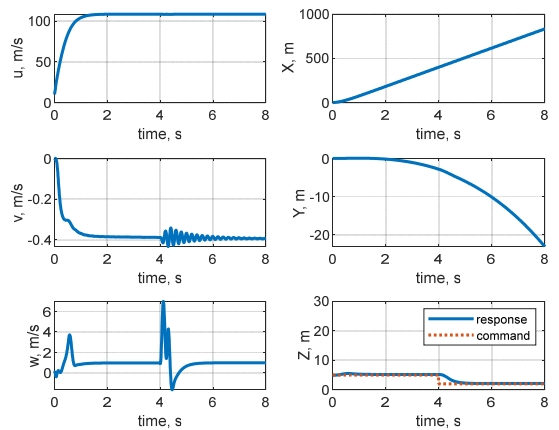 100
50
0
u, m/s
0 2 4 6 8
time, s
1000
500
0
X, m
0 2 4 6 8
time, s
0
-0.2
-0.4
v, m/s
0 2 4 6 8
time, s
0
-10
-20
Y, m
0 2 4 6 8
time, s
6
4
2
0
w, m/s
0 2 4 6 8
time, s
30
20
10
0
Z, m
response
command
0 2 4 6 8
time, s